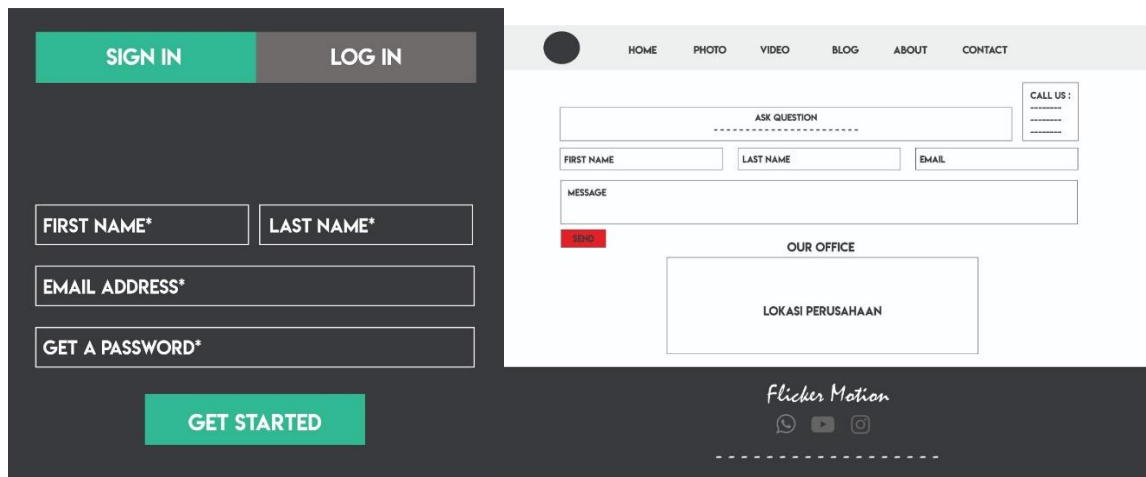 SIGN IN
LOG IN
FIRST NAME*
LAST NAME*
EMAIL ADDRESS*
GET A PASSWORD*
GET STARTED
HOME PHOTO VIDEO BLOG ABOUT CONTACT
CALL US :
ASK QUESTION
FIRST NAME
LAST NAME
EMAIL
MESSAGE
SEND
OUR OFFICE
LOKASI PERUSAHAAN
Flicker Motion